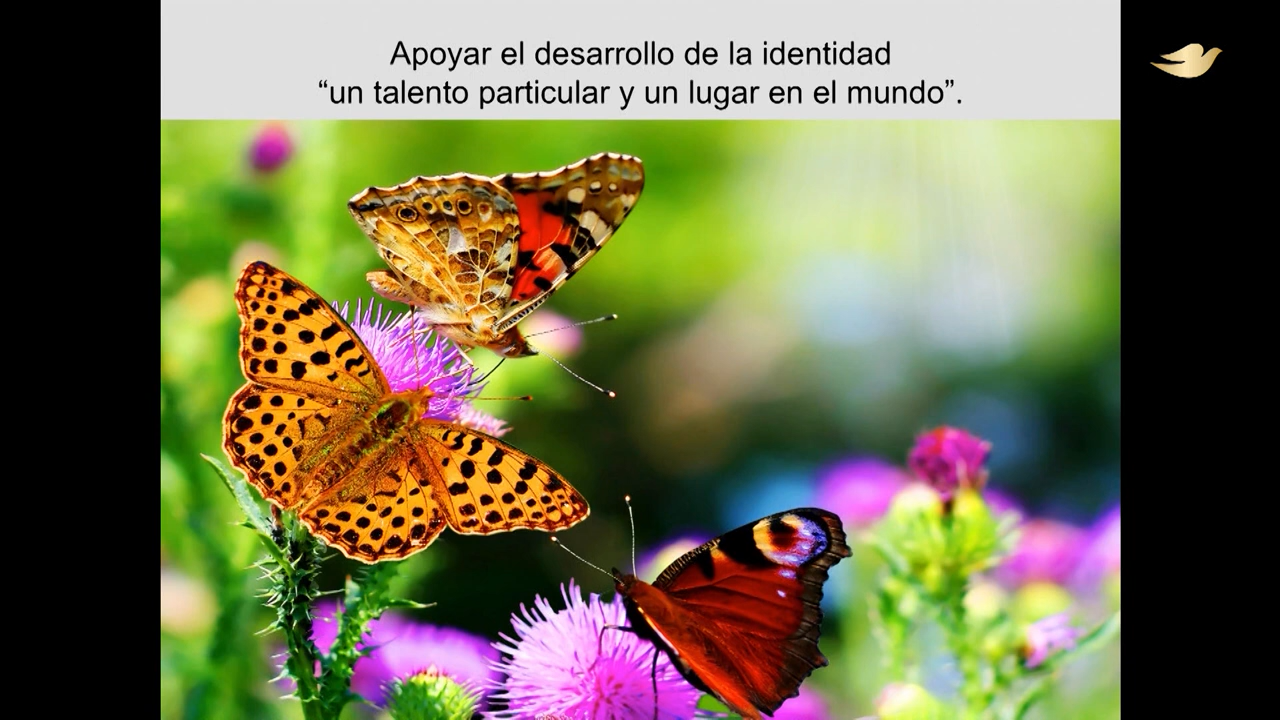 Apoyar el desarrollo de la identidad
“un talento particular y un lugar en el mundo”.